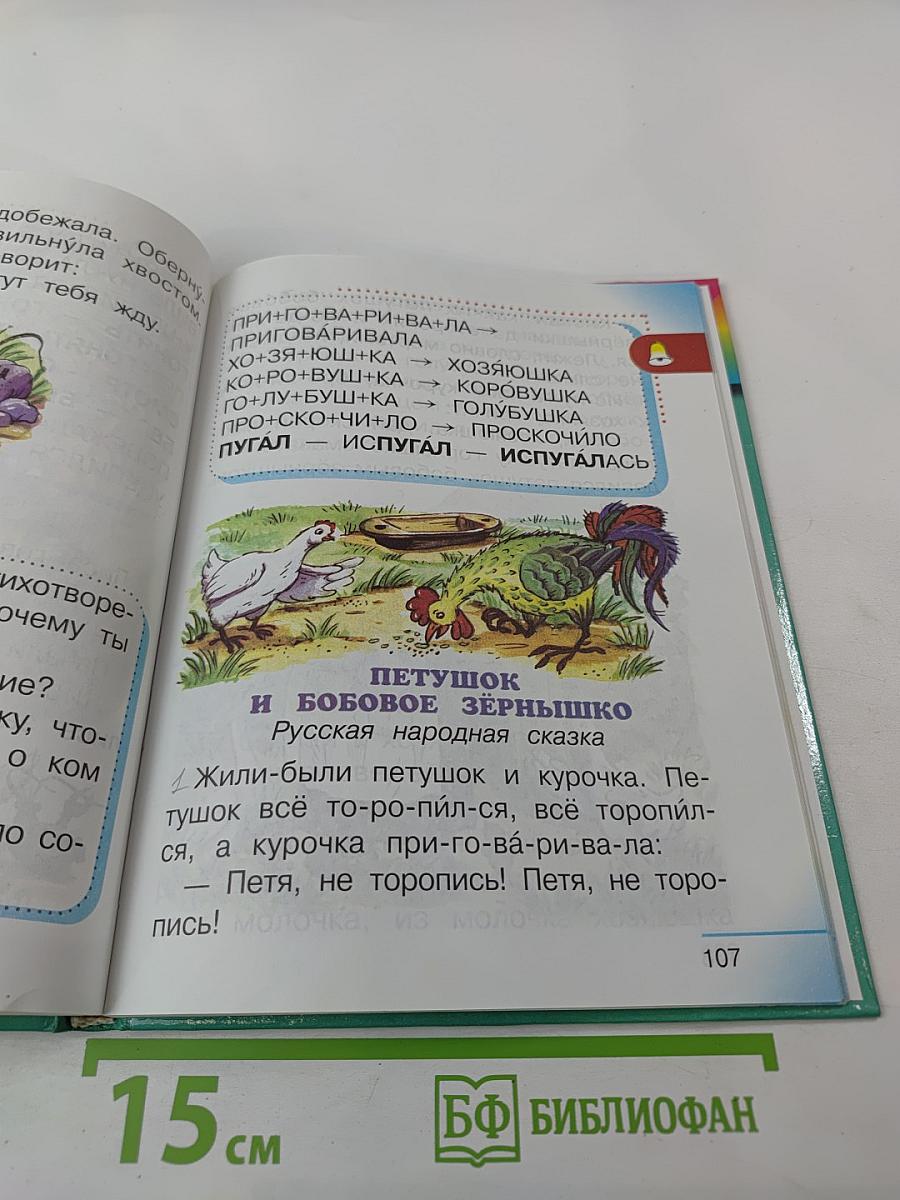 добежала. Оберну́-
вильну́ла хвостом.
ворит:
тут тебя жду.
ихотворе-
очему ты
ие?
ку, что-
о ком
ло со-
ПРИ+ГО+ВА+РИ+ВА+ЛА →
ПРИГОВА́РИВАЛА
ХО+ЗЯ+ЮШ+КА → ХОЗЯ́ЮШКА
КО+РО+ВУШ+КА → КОРО́ВУШКА
ГО+ЛУ+БУШ+КА → ГОЛУ́БУШКА
ПРО+СКО+ЧИ+ЛО → ПРОСКОЧИ́ЛО
ПУГА́Л — ИСПУГА́Л — ИСПУГА́ЛАСЬ
ПЕТУШОК
И БОБОВОЕ ЗЁРНЫШКО
Русская народная сказка
1 Жили-были петушок и курочка. Пе-
тушок всё то-ро-пи́л-ся, всё торопи́л-
ся, а курочка при-го-ва́-ри-ва-ла:
— Петя, не торопись! Петя, не торо-
пись!
107
15 см
БФ БИБЛИОФАН